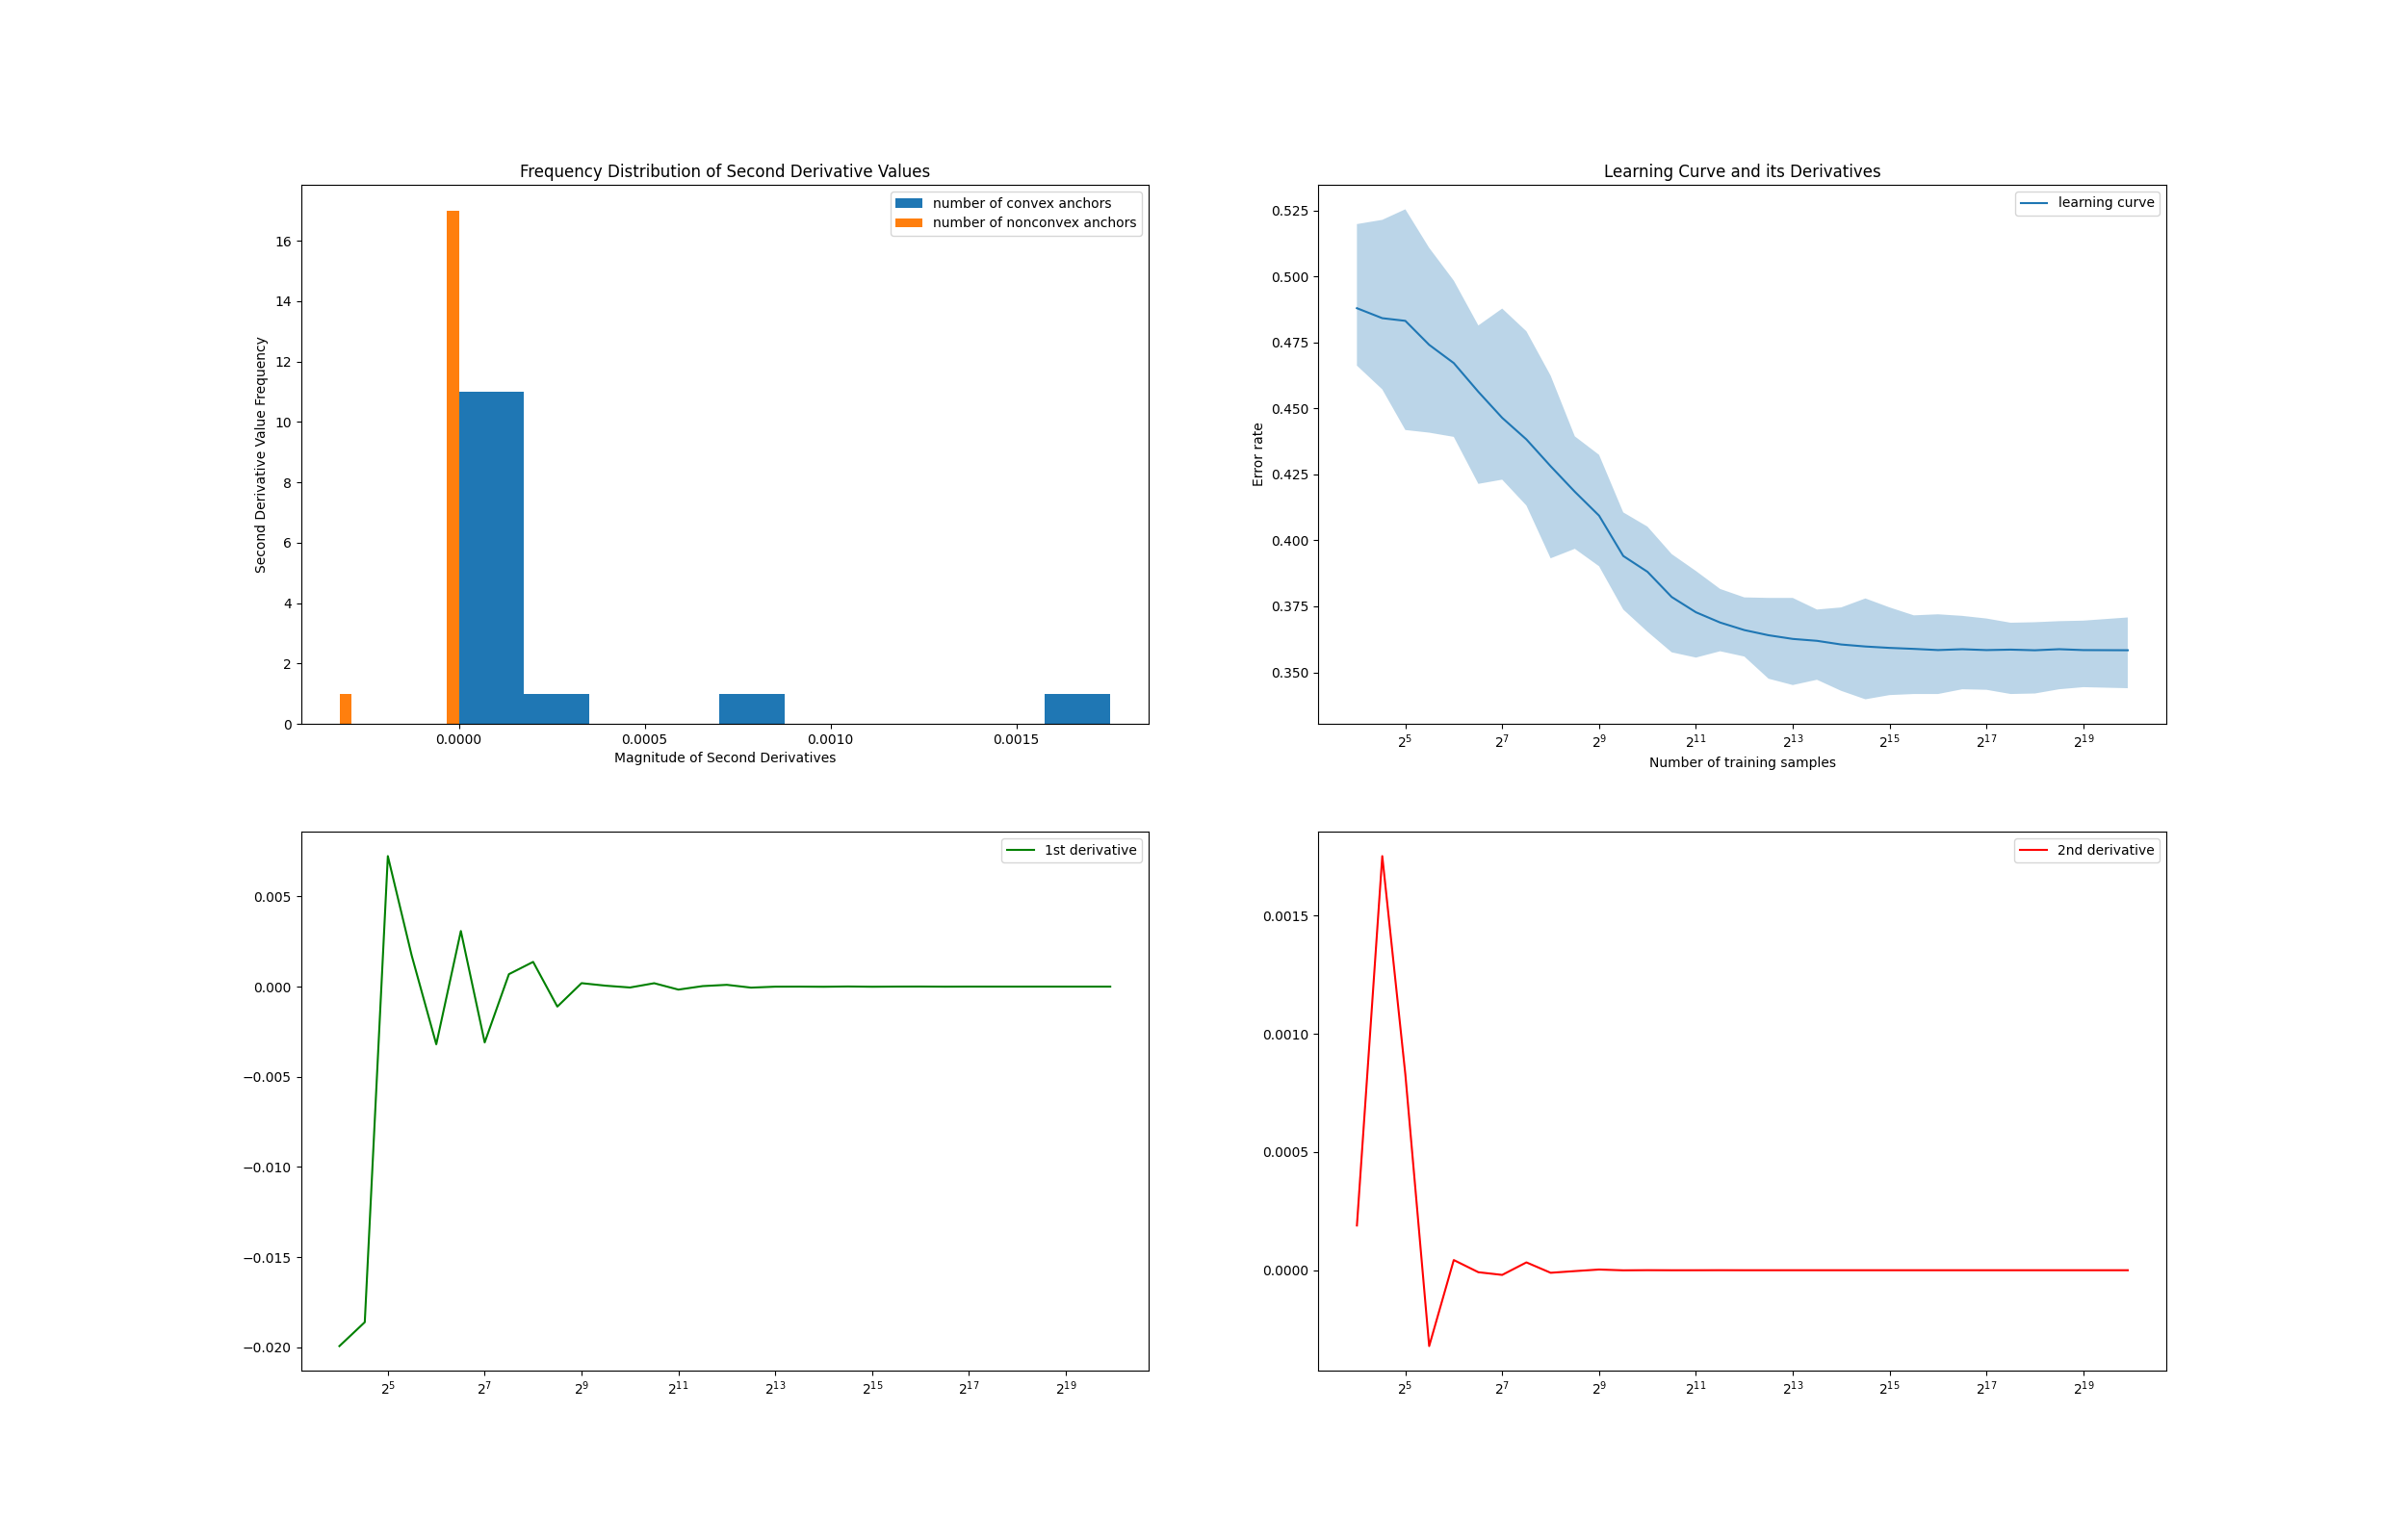 Frequency Distribution of Second Derivative Values
number of convex anchors
number of nonconvex anchors
Second Derivative Value Frequency
16
14
12
10
8
6
4
2
0
0.0000 0.0005 0.0010 0.0015
Magnitude of Second Derivatives
Learning Curve and its Derivatives
learning curve
Error rate
0.525
0.500
0.475
0.450
0.425
0.400
0.375
0.350
2^5 2^7 2^9 2^11 2^13 2^15 2^17 2^19
Number of training samples
1st derivative
0.005
0.000
−0.005
−0.010
−0.015
−0.020
2^5 2^7 2^9 2^11 2^13 2^15 2^17 2^19
2nd derivative
0.0015
0.0010
0.0005
0.0000
2^5 2^7 2^9 2^11 2^13 2^15 2^17 2^19